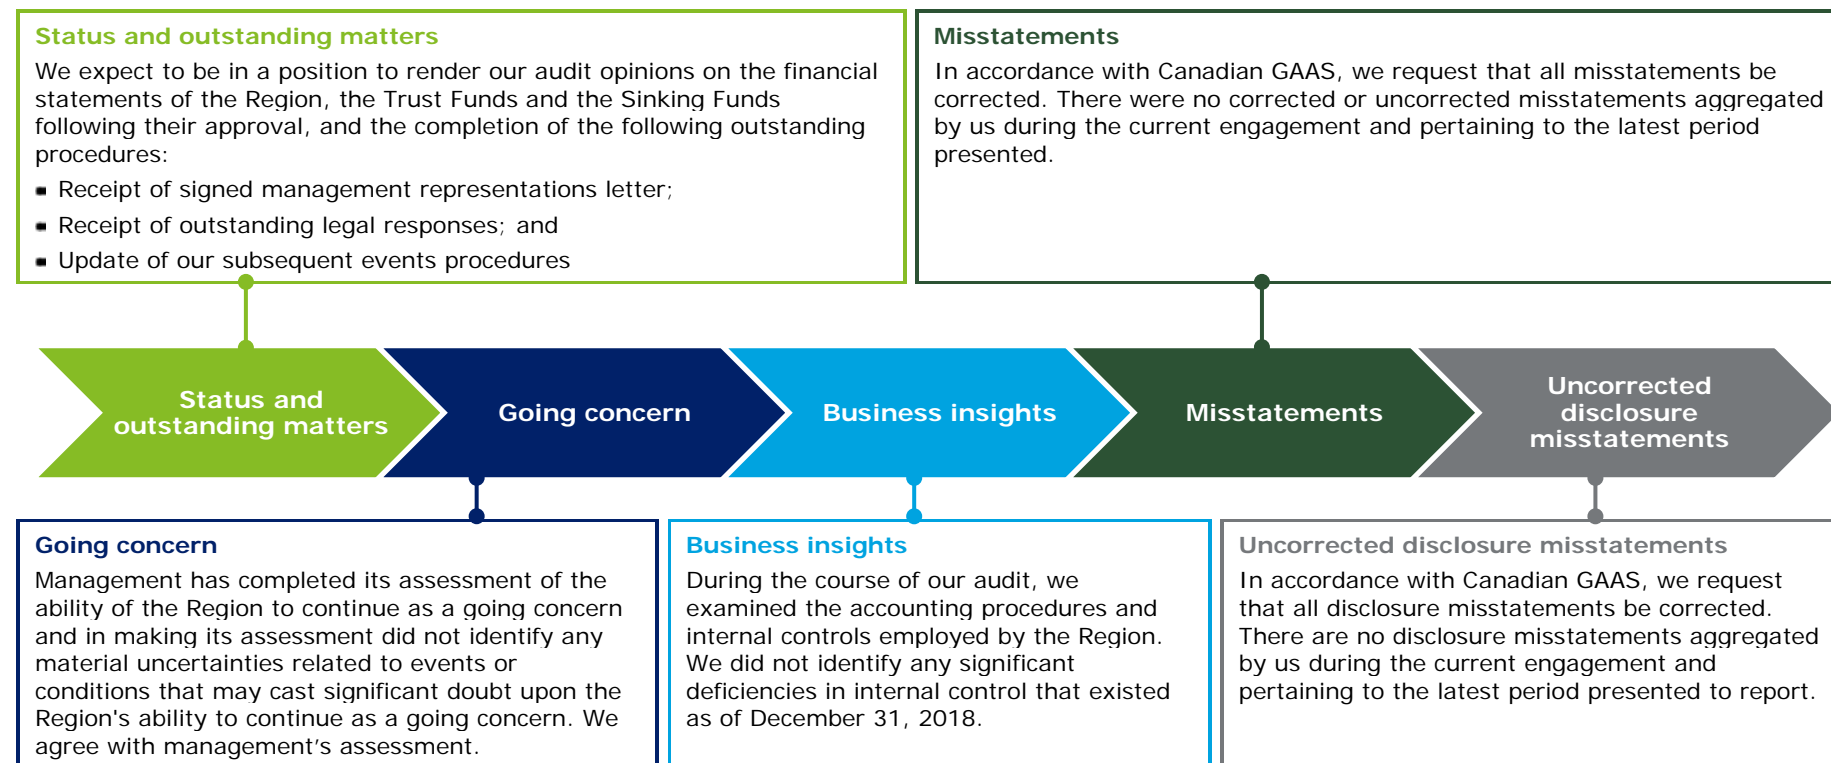 Status and outstanding matters
We expect to be in a position to render our audit opinions on the financial
statements of the Region, the Trust Funds and the Sinking Funds
following their approval, and the completion of the following outstanding
procedures:
▪ Receipt of signed management representations letter;
▪ Receipt of outstanding legal responses; and
▪ Update of our subsequent events procedures
Misstatements
In accordance with Canadian GAAS, we request that all misstatements be
corrected. There were no corrected or uncorrected misstatements aggregated
by us during the current engagement and pertaining to the latest period
presented.
Status and
outstanding matters
Going concern
Business insights
Misstatements
Uncorrected
disclosure
misstatements
Going concern
Management has completed its assessment of the
ability of the Region to continue as a going concern
and in making its assessment did not identify any
material uncertainties related to events or
conditions that may cast significant doubt upon the
Region's ability to continue as a going concern. We
agree with management’s assessment.
Business insights
During the course of our audit, we
examined the accounting procedures and
internal controls employed by the Region.
We did not identify any significant
deficiencies in internal control that existed
as of December 31, 2018.
Uncorrected disclosure misstatements
In accordance with Canadian GAAS, we request
that all disclosure misstatements be corrected.
There are no disclosure misstatements aggregated
by us during the current engagement and
pertaining to the latest period presented to report.